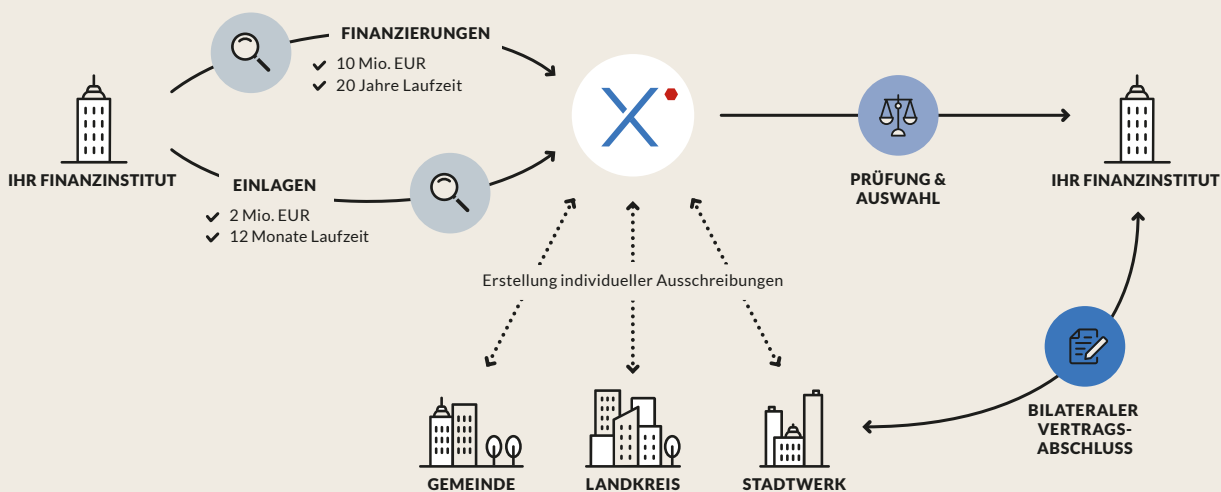 FINANZIERUNGEN
10 Mio. EUR
20 Jahre Laufzeit
IHR FINANZINSTITUT
EINLAGEN
2 Mio. EUR
12 Monate Laufzeit
PRÜFUNG &
AUSWAHL
IHR FINANZINSTITUT
Erstellung individueller Ausschreibungen
BILATERALER
VERTRAGS-
ABSCHLUSS
GEMEINDE
LANDKREIS
STADTWERK